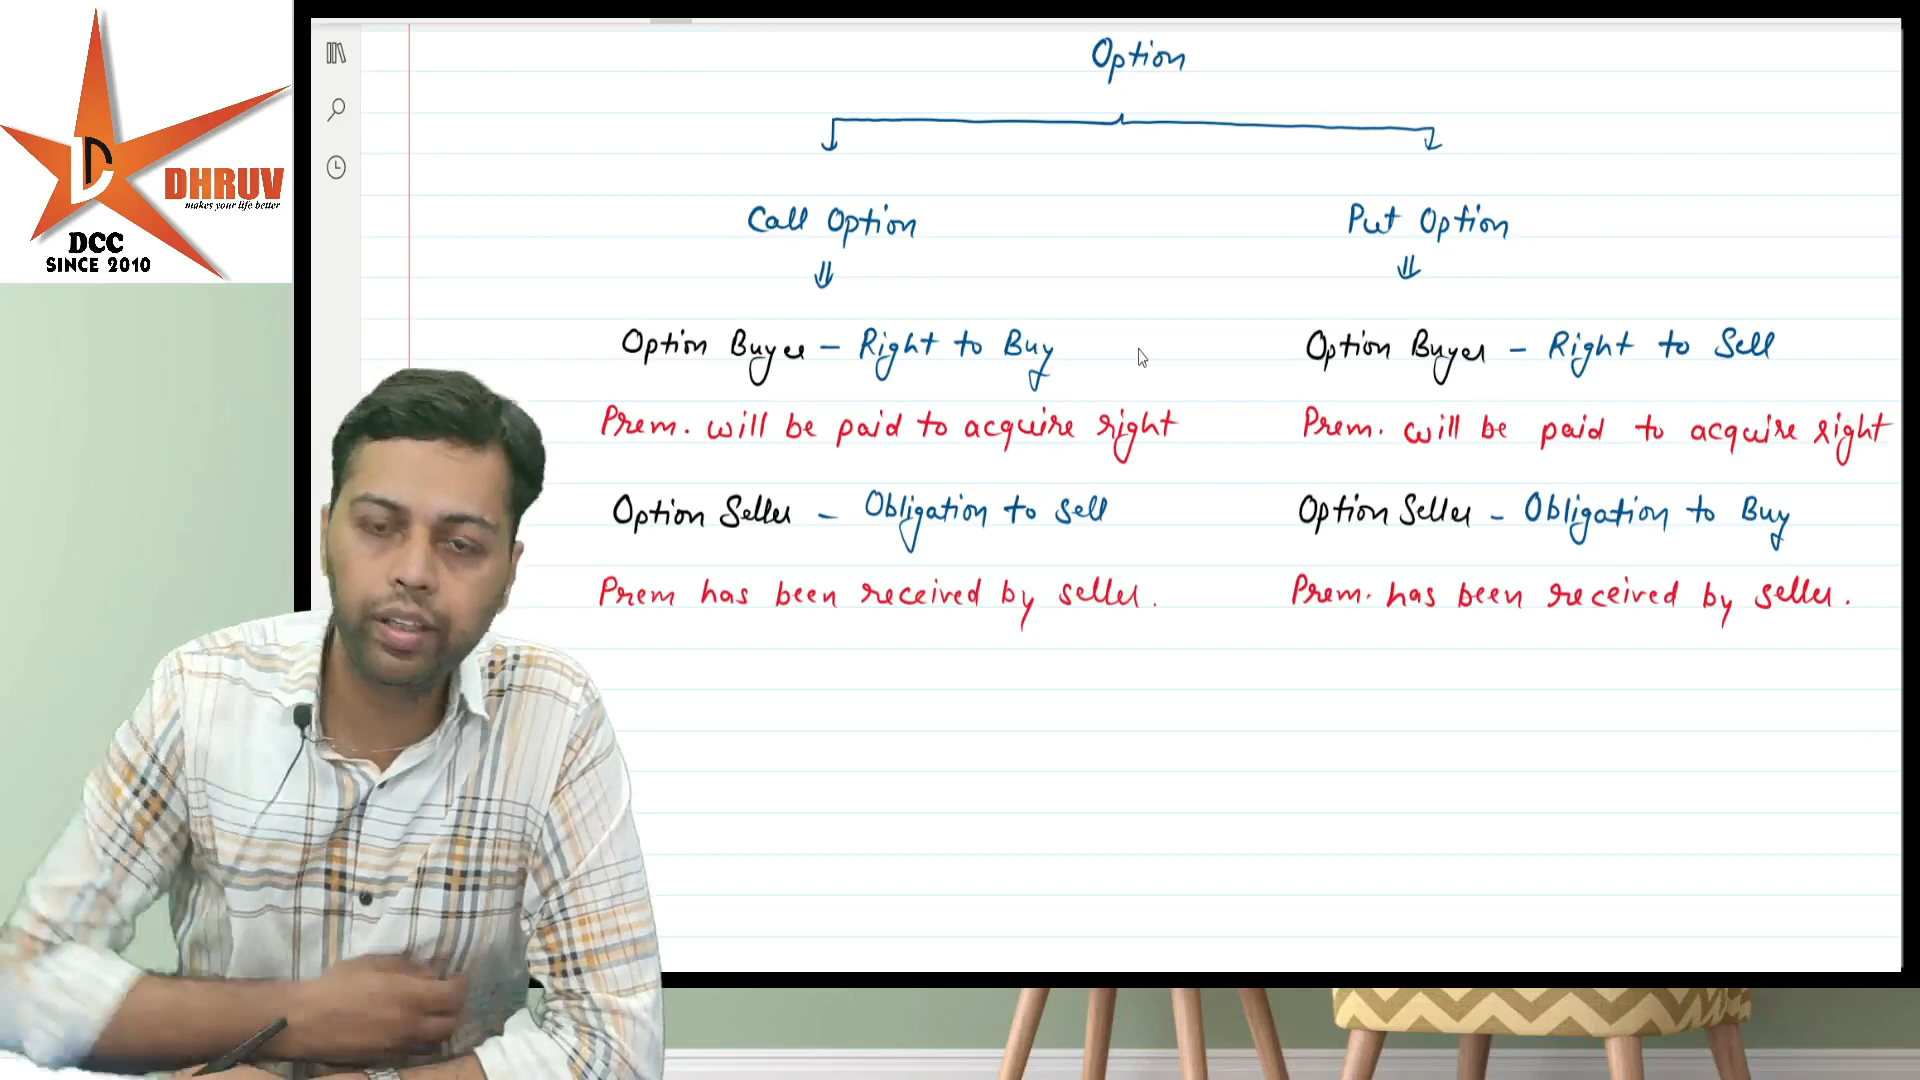 DHRUV
makes your life better
DCC
SINCE 2010
Option
Call Option
Put Option
Option Buyer – Right to Buy
Option Buyer – Right to Sell
Prem. will be paid to acquire right
Prem. will be paid to acquire right
Option Seller – Obligation to Sell
Option Seller – Obligation to Buy
Prem has been received by seller.
Prem. has been received by seller.